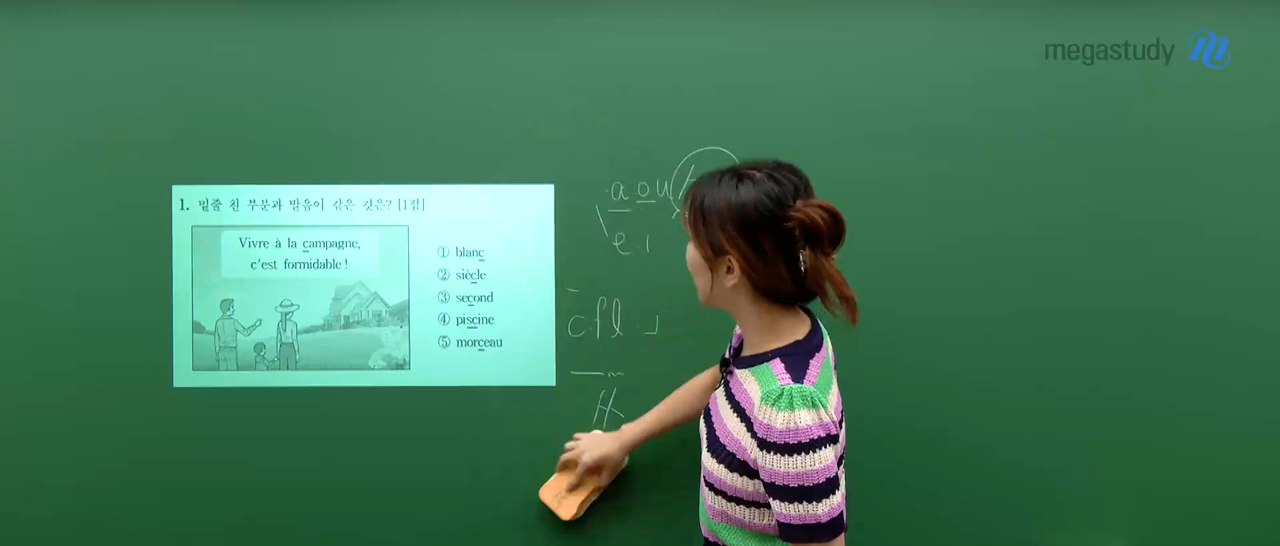 megastudy
1. 밑줄 친 부분과 발음이 같은 것은? [1점]
Vivre à la campagne,
c'est formidable !
① blanc
② siècle
③ second
④ piscine
⑤ morceau
a o u
e . i
c . f l .